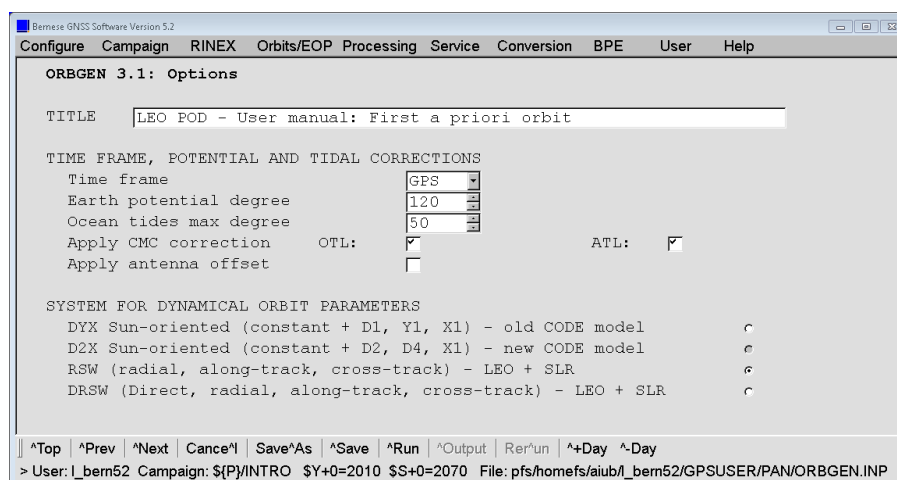 Bernese GNSS Software Version 5.2
Configure Campaign RINEX Orbits/EOP Processing Service Conversion BPE User Help
ORBGEN 3.1: Options
TITLE LEO POD - User manual: First a priori orbit
TIME FRAME, POTENTIAL AND TIDAL CORRECTIONS
Time frame GPS
Earth potential degree 120
Ocean tides max degree 50
Apply CMC correction OTL: ATL:
Apply antenna offset
SYSTEM FOR DYNAMICAL ORBIT PARAMETERS
DYX Sun-oriented (constant + D1, Y1, X1) - old CODE model
D2X Sun-oriented (constant + D2, D4, X1) - new CODE model
RSW (radial, along-track, cross-track) - LEO + SLR
DRSW (Direct, radial, along-track, cross-track) - LEO + SLR
^Top ^Prev ^Next Cance^l Save^As ^Save ^Run ^Output Rer^un ^+Day ^-Day
> User: l_bern52 Campaign: ${P}/INTRO $Y+0=2010 $S+0=2070 File: pfs/homefs/aiub/l_bern52/GPSUSER/PAN/ORBGEN.INP